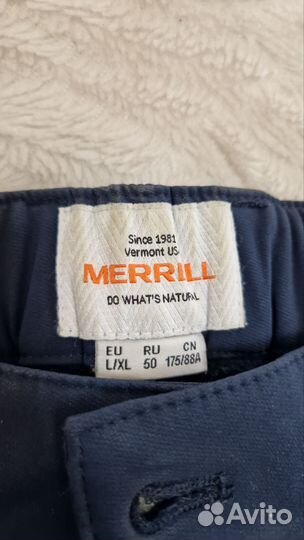 Since 1981
Vermont US
MERRILL
DO WHAT'S NATURAL
EU RU CN
L/XL 50 175/88A
Avito